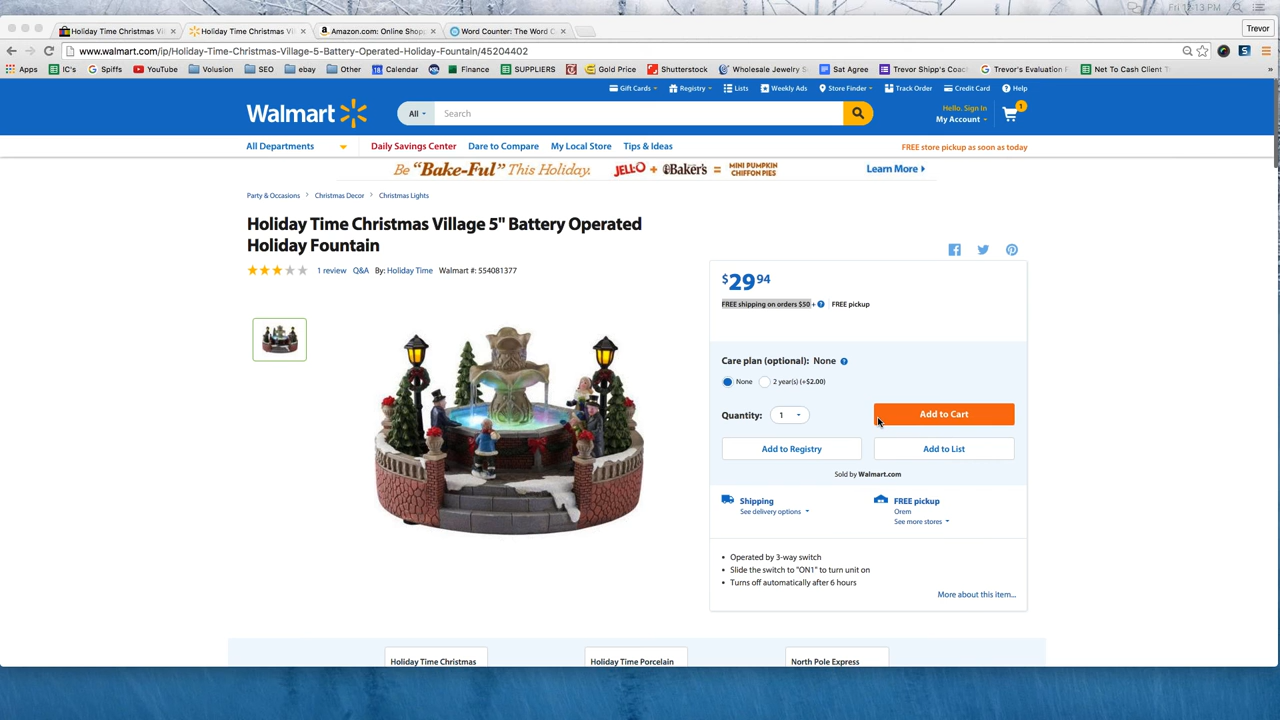 Fri 12:13 PM
Holiday Time Christmas Vil
Holiday Time Christmas Vil
Amazon.com: Online Shopp
Word Counter: The Word C
Trevor
www.walmart.com/ip/Holiday-Time-Christmas-Village-5-Battery-Operated-Holiday-Fountain/45204402
Apps IC's Spiffs YouTube Volusion SEO ebay Other Calendar Finance SUPPLIERS Gold Price Shutterstock Wholesale Jewelry S Sat Agree Trevor Shipp's Coac Trevor's Evaluation F Net To Cash Client T »
Gift Cards Registry Lists Weekly Ads Store Finder Track Order Credit Card Help
Walmart All Search Hello. Sign In
My Account 1
All Departments Daily Savings Center Dare to Compare My Local Store Tips & Ideas FREE store pickup as soon as today
Be "Bake-Ful" This Holiday. JELL-O + Baker's = MINI PUMPKIN CHIFFON PIES Learn More
Party & Occasions > Christmas Decor > Christmas Lights
Holiday Time Christmas Village 5" Battery Operated
Holiday Fountain
1 review Q&A By: Holiday Time Walmart #: 554081377
$29 94
FREE shipping on orders $50 + ? FREE pickup
Care plan (optional): None ?
None 2 year(s) (+$2.00)
Quantity: 1 Add to Cart
Add to Registry Add to List
Sold by Walmart.com
Shipping FREE pickup
See delivery options Orem
See more stores
• Operated by 3-way switch
• Slide the switch to "ON1" to turn unit on
• Turns off automatically after 6 hours
More about this item...
Holiday Time Christmas Holiday Time Porcelain North Pole Express